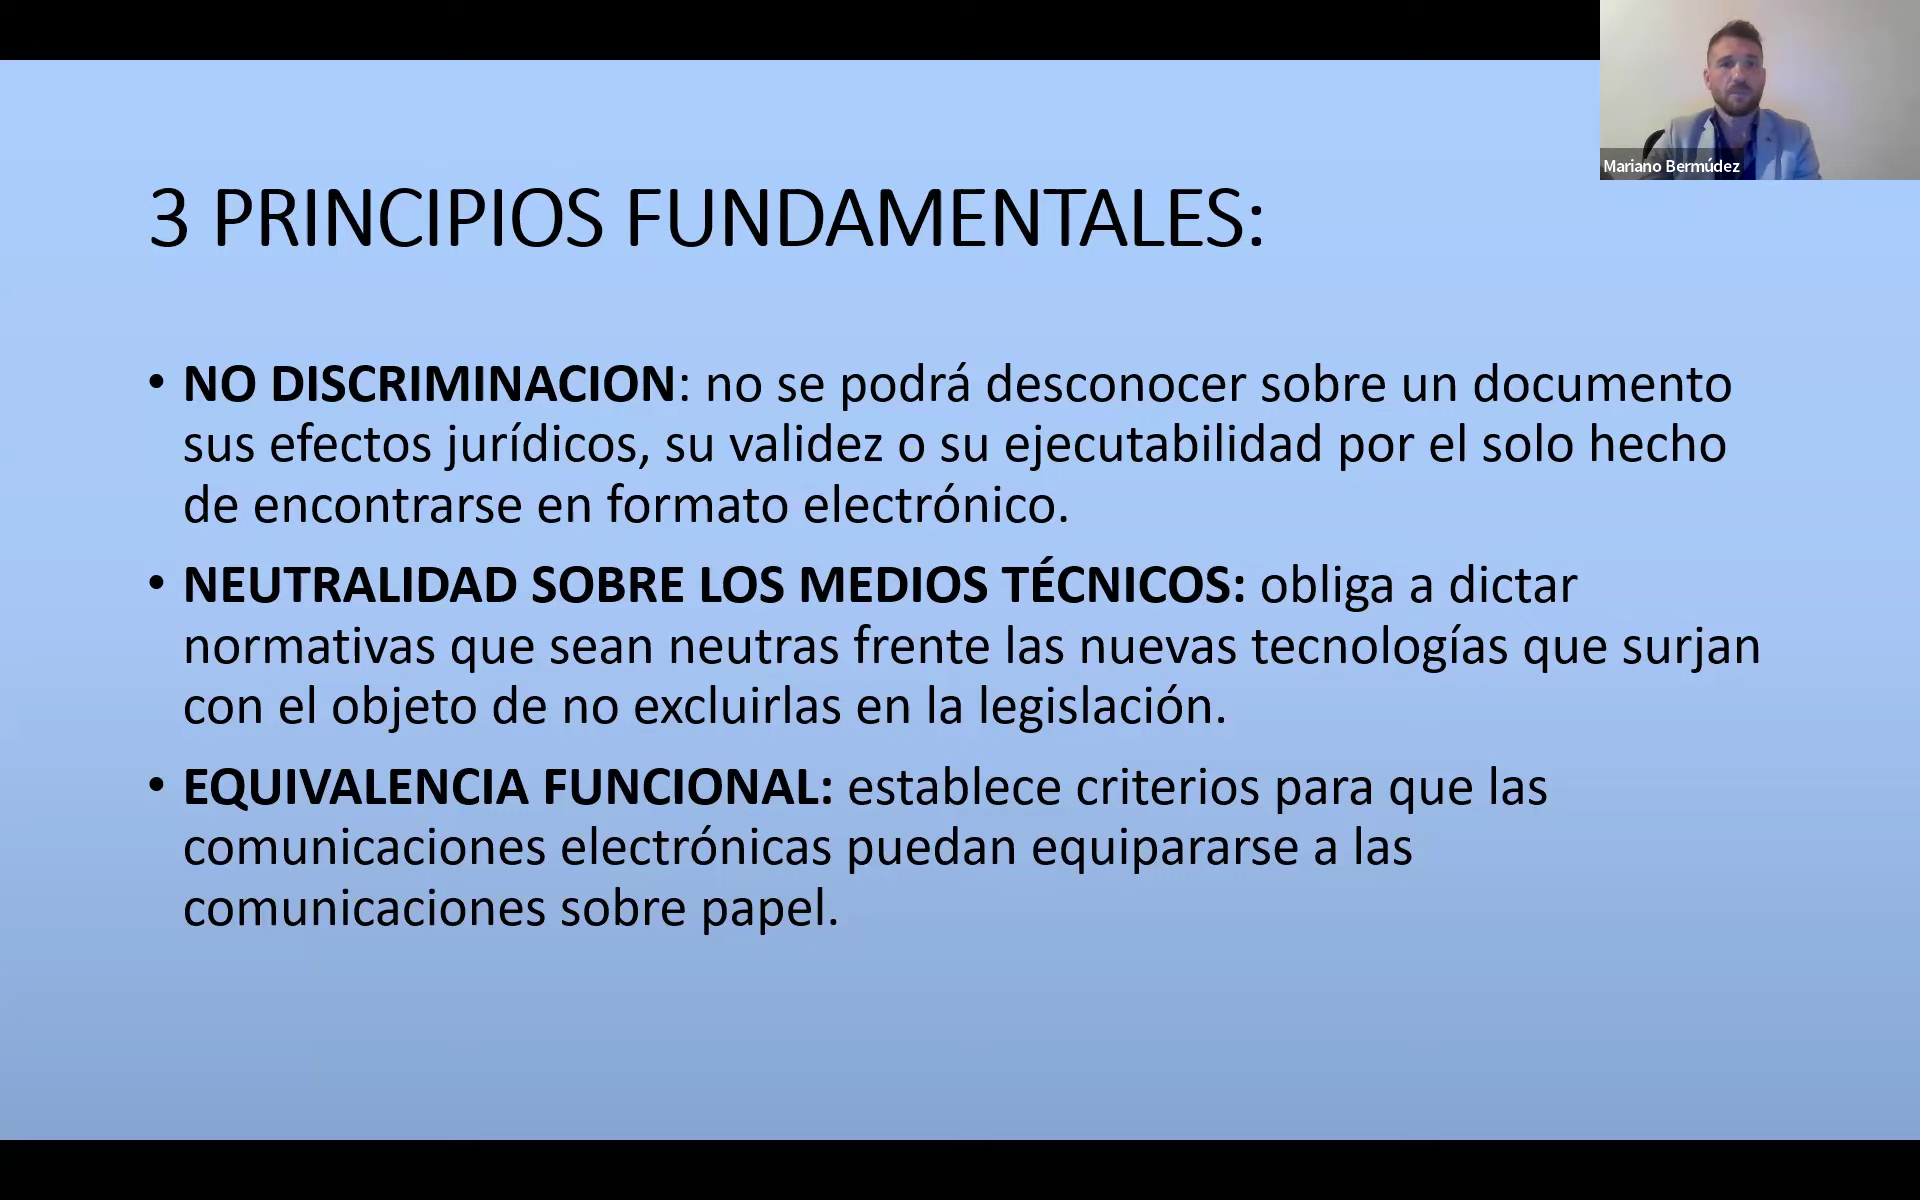 Mariano Bermúdez
3 PRINCIPIOS FUNDAMENTALES:
• NO DISCRIMINACION: no se podrá desconocer sobre un documento
sus efectos jurídicos, su validez o su ejecutabilidad por el solo hecho
de encontrarse en formato electrónico.
• NEUTRALIDAD SOBRE LOS MEDIOS TÉCNICOS: obliga a dictar
normativas que sean neutras frente las nuevas tecnologías que surjan
con el objeto de no excluirlas en la legislación.
• EQUIVALENCIA FUNCIONAL: establece criterios para que las
comunicaciones electrónicas puedan equipararse a las
comunicaciones sobre papel.